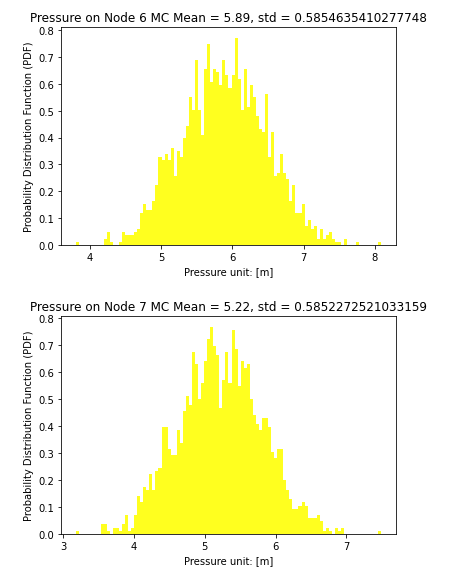 Pressure on Node 6 MC Mean = 5.89, std = 0.5854635410277748
0.8
0.7
0.6
0.5
0.4
0.3
0.2
0.1
0.0
Probability Distribution Function (PDF)
4 5 6 7 8
Pressure unit: [m]
Pressure on Node 7 MC Mean = 5.22, std = 0.5852272521033159
0.8
0.7
0.6
0.5
0.4
0.3
0.2
0.1
0.0
Probability Distribution Function (PDF)
3 4 5 6 7
Pressure unit: [m]